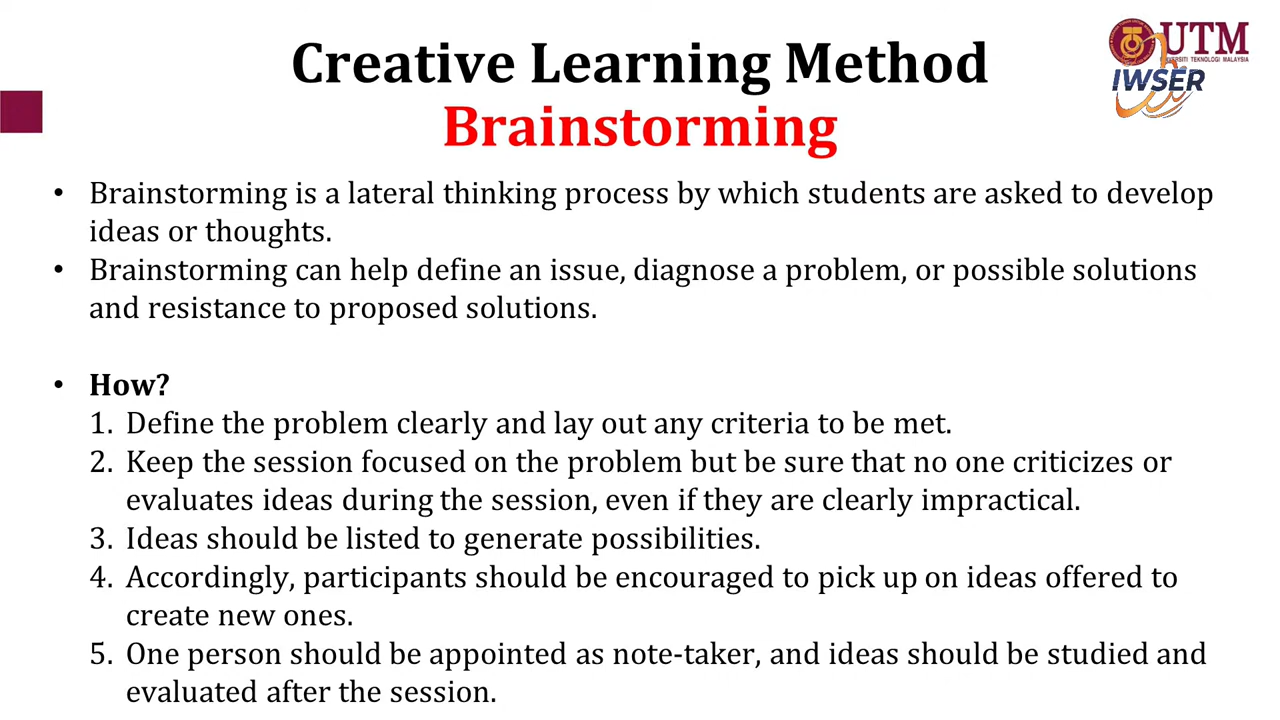 Creative Learning Method
Brainstorming
UTM
UNIVERSITI TEKNOLOGI MALAYSIA
IWSER
• Brainstorming is a lateral thinking process by which students are asked to develop
ideas or thoughts.
• Brainstorming can help define an issue, diagnose a problem, or possible solutions
and resistance to proposed solutions.
• How?
1. Define the problem clearly and lay out any criteria to be met.
2. Keep the session focused on the problem but be sure that no one criticizes or
evaluates ideas during the session, even if they are clearly impractical.
3. Ideas should be listed to generate possibilities.
4. Accordingly, participants should be encouraged to pick up on ideas offered to
create new ones.
5. One person should be appointed as note-taker, and ideas should be studied and
evaluated after the session.